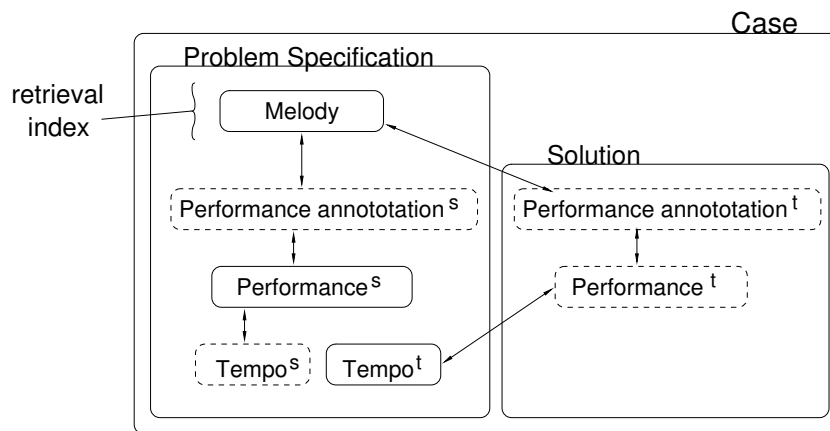 Case
Problem Specification
retrieval
index
Melody
Solution
Performance annototation s
Performance annototation t
Performance s
Performance t
Tempo s
Tempo t